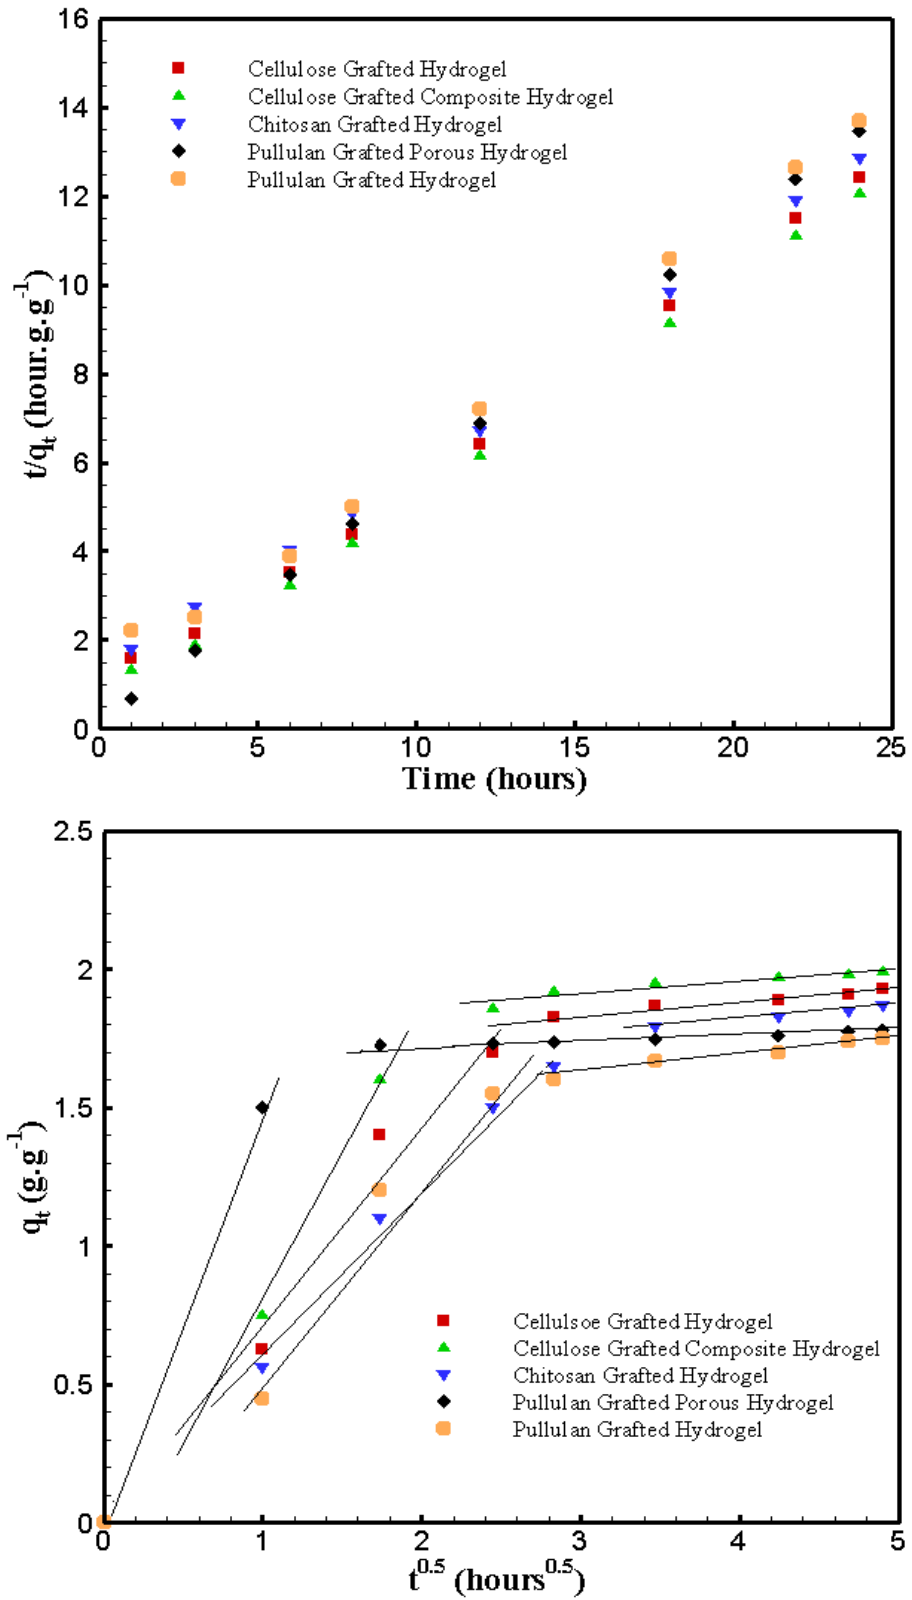 16
14
12
10
8
6
4
2
0
t/qt (hour.g.g-1)
Cellulose Grafted Hydrogel
Cellulose Grafted Composite Hydrogel
Chitosan Grafted Hydrogel
Pullulan Grafted Porous Hydrogel
Pullulan Grafted Hydrogel
0 5 10 15 20 25
Time (hours)
2.5
2
1.5
1
0.5
0
qt (g.g-1)
Cellulsoe Grafted Hydrogel
Cellulose Grafted Composite Hydrogel
Chitosan Grafted Hydrogel
Pullulan Grafted Porous Hydrogel
Pullulan Grafted Hydrogel
0 1 2 3 4 5
t0.5 (hours0.5)